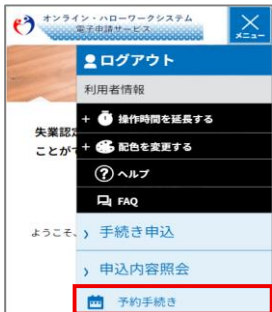 オンライン・ハローワークシステム
電子申請サービス
メニュー
ログアウト
利用者情報
+ 操作時間を延長する
失業認定
+ 配色を変更する
ことがで
? ヘルプ
FAQ
ようこそ、
› 手続き申込
› 申込内容照会
予約手続き